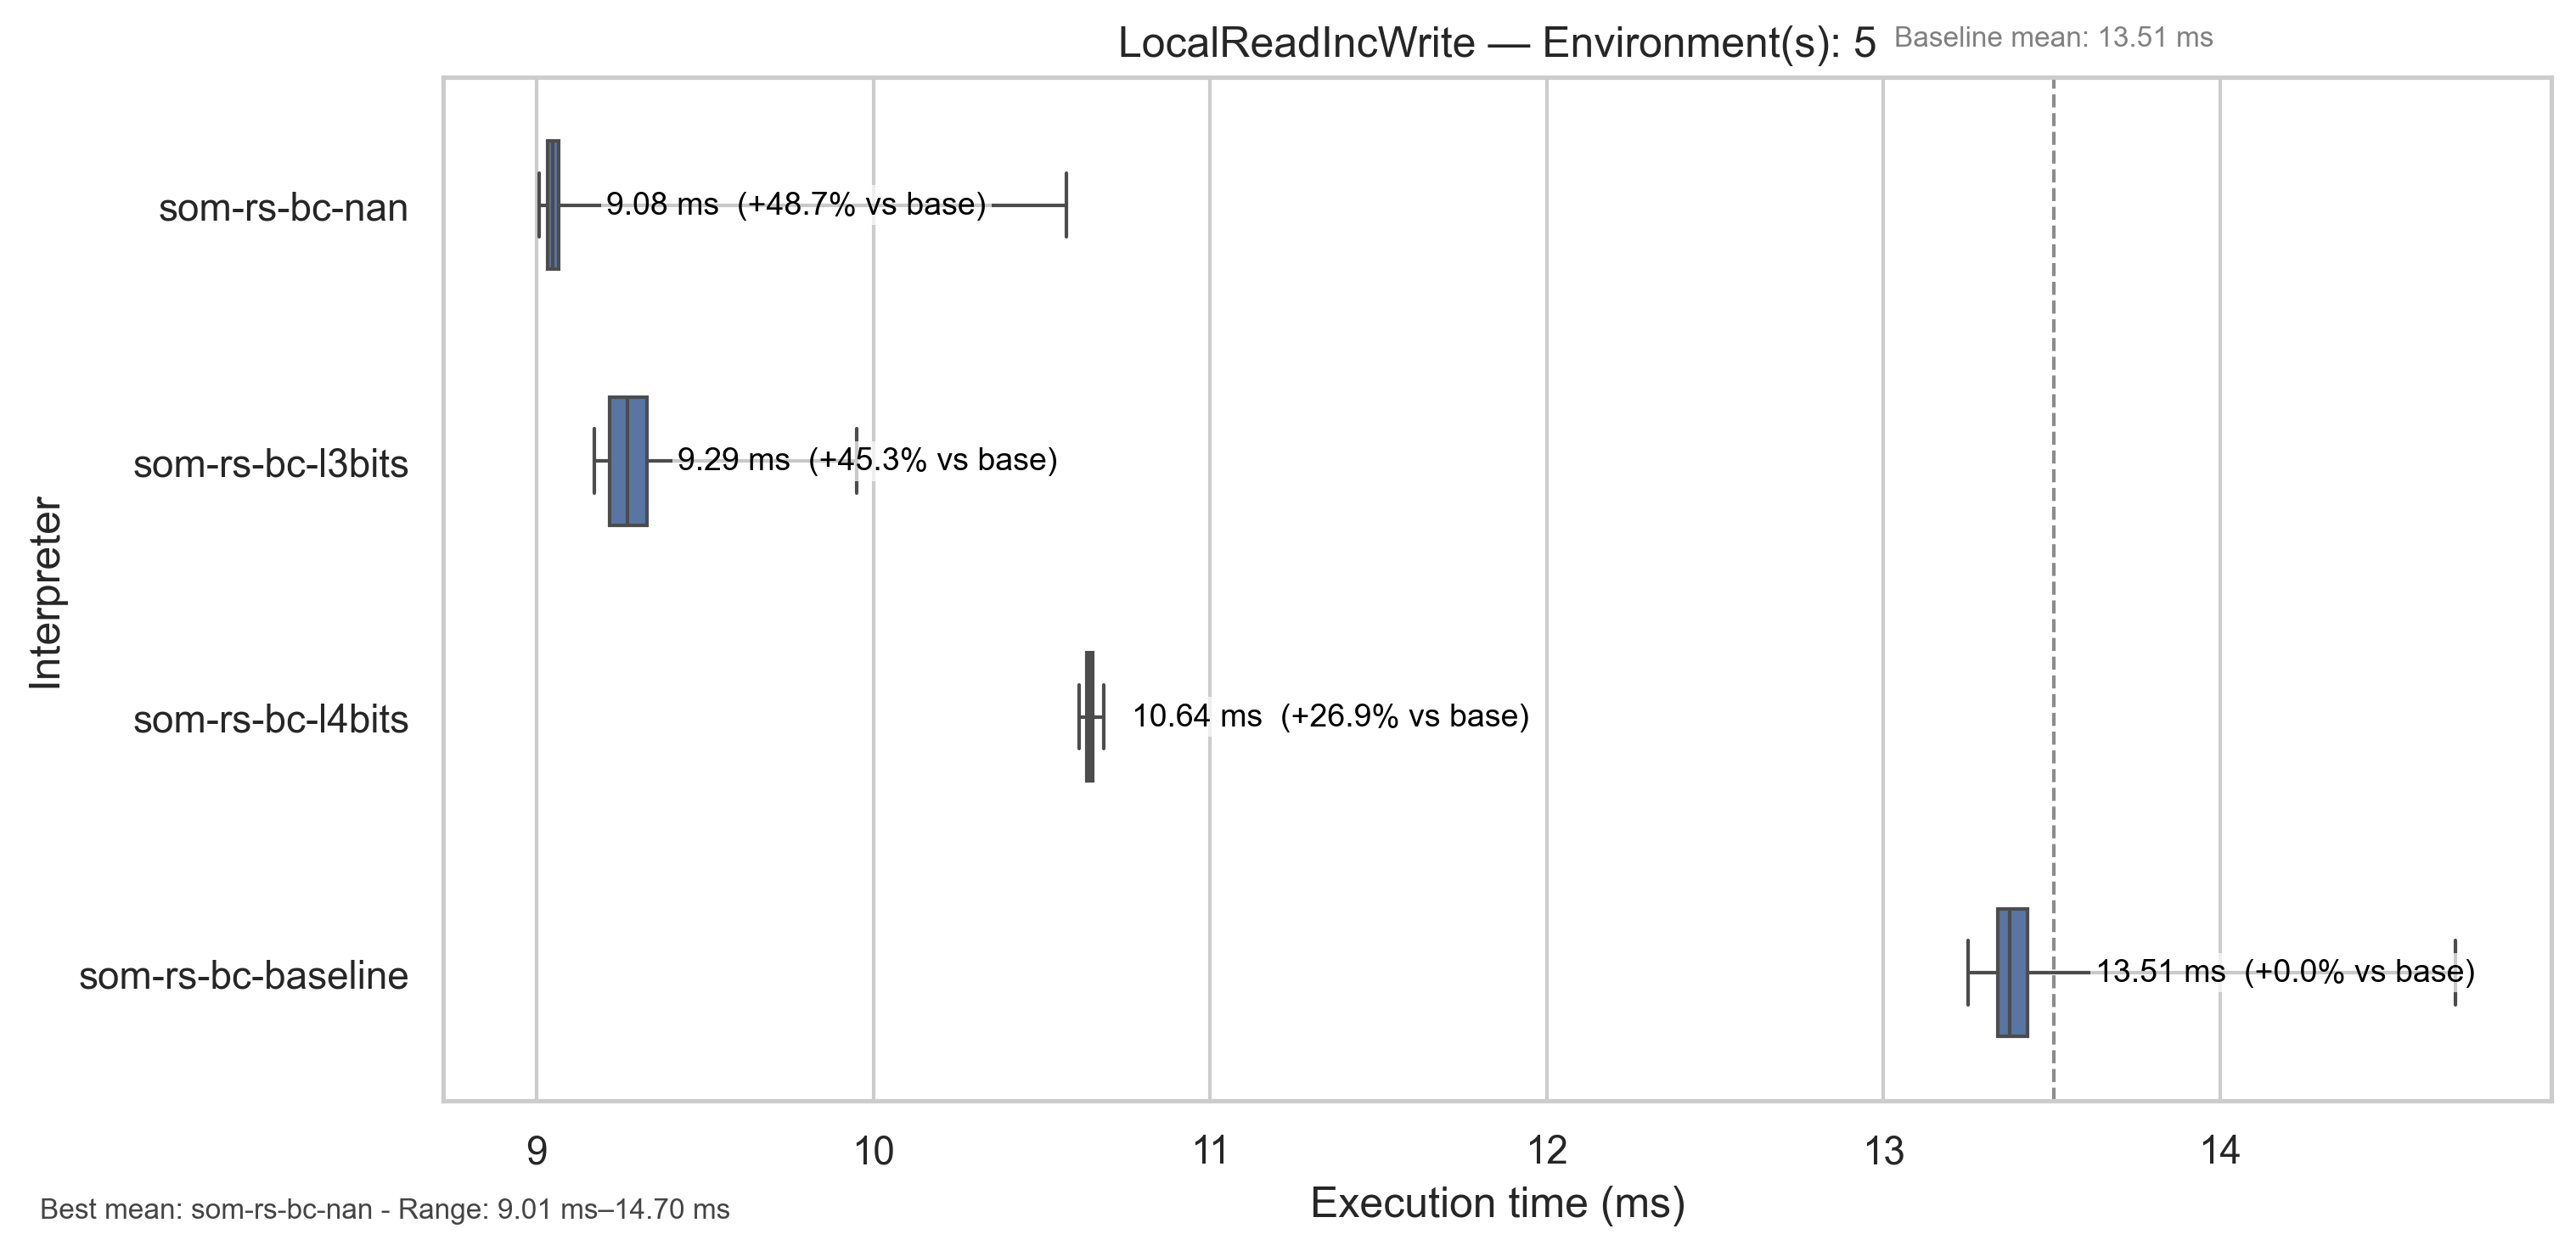 LocalReadIncWrite — Environment(s): 5 Baseline mean: 13.51 ms
Interpreter
som-rs-bc-nan
9.08 ms (+48.7% vs base)
som-rs-bc-l3bits
9.29 ms (+45.3% vs base)
som-rs-bc-l4bits
10.64 ms (+26.9% vs base)
som-rs-bc-baseline
13.51 ms (+0.0% vs base)
9 10 11 12 13 14
Execution time (ms)
Best mean: som-rs-bc-nan - Range: 9.01 ms–14.70 ms